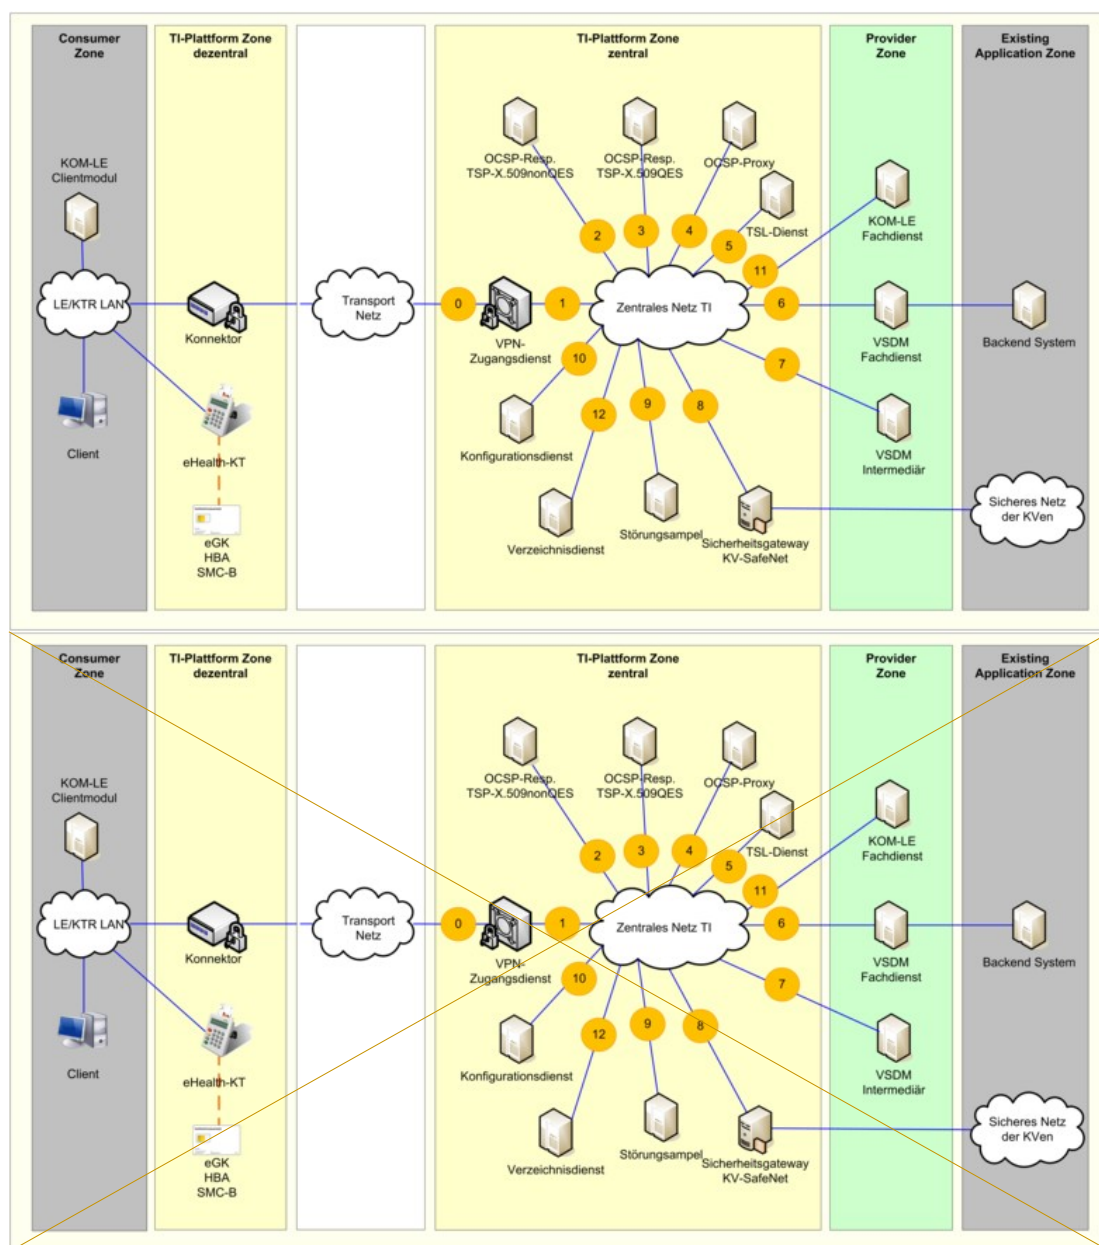 Consumer
Zone
TI-Plattform Zone
dezentral
TI-Plattform Zone
zentral
Provider
Zone
Existing
Application Zone
KOM-LE
Clientmodul
LE/KTR LAN
Client
Konnektor
eHealth-KT
eGK
HBA
SMC-B
Transport
Netz
OCSP-Resp.
TSP-X.509nonQES
OCSP-Resp.
TSP-X.509QES
OCSP-Proxy
TSL-Dienst
2
3
4
5
11
0
1
6
VPN-
Zugangsdienst
Zentrales Netz TI
10
12
9
8
7
Konfigurationsdienst
Verzeichnisdienst
Störungsampel
Sicherheitsgateway
KV-SafeNet
KOM-LE
Fachdienst
VSDM
Fachdienst
VSDM
Intermediär
Backend System
Sicheres Netz
der KVen
Consumer
Zone
TI-Plattform Zone
dezentral
TI-Plattform Zone
zentral
Provider
Zone
Existing
Application Zone
KOM-LE
Clientmodul
LE/KTR LAN
Client
Konnektor
eHealth-KT
eGK
HBA
SMC-B
Transport
Netz
OCSP-Resp.
TSP-X.509nonQES
OCSP-Resp.
TSP-X.509QES
OCSP-Proxy
TSL-Dienst
2
3
4
5
11
0
1
6
VPN-
Zugangsdienst
Zentrales Netz TI
10
12
9
8
7
Konfigurationsdienst
Verzeichnisdienst
Störungsampel
Sicherheitsgateway
KV-SafeNet
KOM-LE
Fachdienst
VSDM
Fachdienst
VSDM
Intermediär
Backend System
Sicheres Netz
der KVen